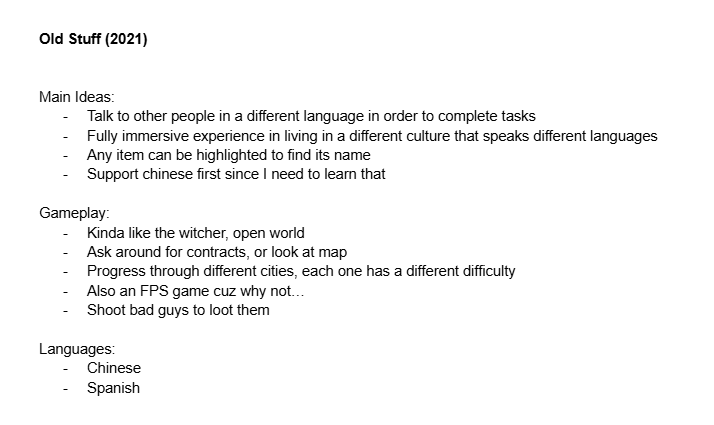 Old Stuff (2021)
Main Ideas:
- Talk to other people in a different language in order to complete tasks
- Fully immersive experience in living in a different culture that speaks different languages
- Any item can be highlighted to find its name
- Support chinese first since I need to learn that
Gameplay:
- Kinda like the witcher, open world
- Ask around for contracts, or look at map
- Progress through different cities, each one has a different difficulty
- Also an FPS game cuz why not...
- Shoot bad guys to loot them
Languages:
- Chinese
- Spanish